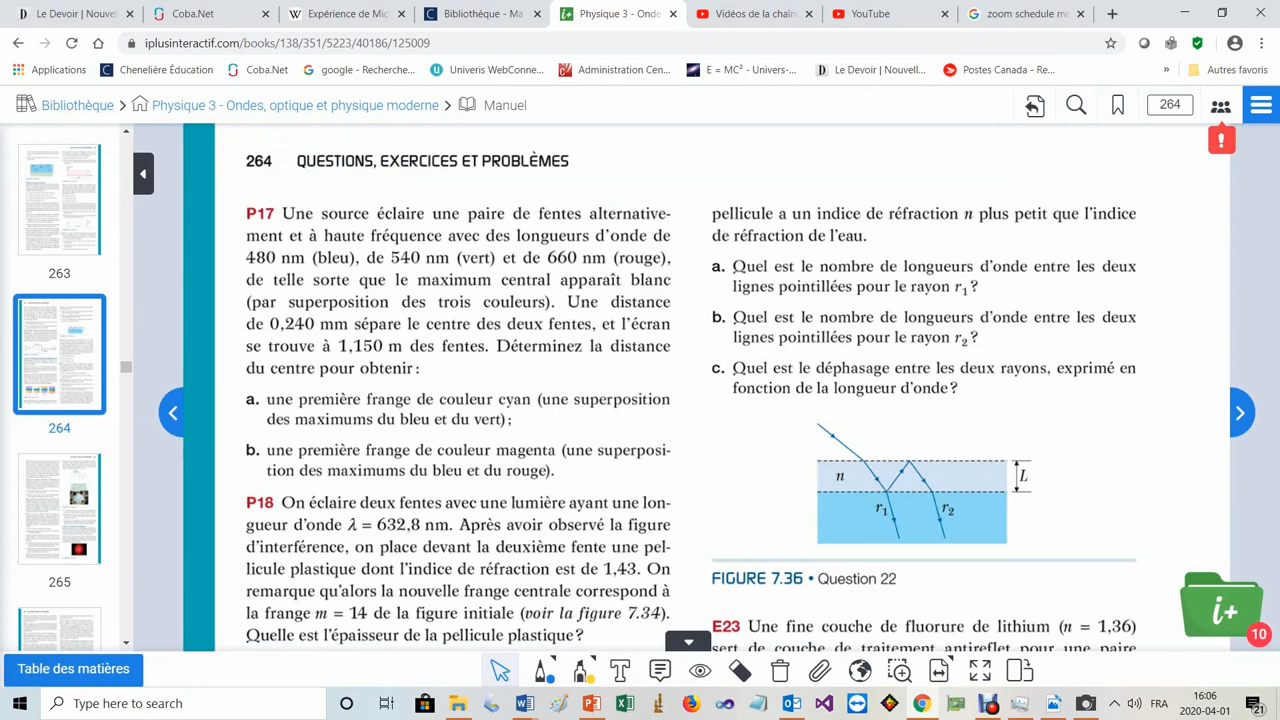 Google
Coba.Net
Expérience de Mic
Bibliothèque - Ma
Physique 3 - Onde
Vidéos de la chaîn
YouTube
zoom schedule me
iplusinteractif.com/books/138/351/5223/40186/125009
Applications
Chenelière Éducation
Cobalab
google - Recherche...
Univeris WebConne...
Administration Cen...
E = MC² - Univers-...
Le Devoir | Nouvell...
Postes Canada - Re...
»
Autres favoris
Bibliothèque
Physique 3 - Ondes, optique et physique moderne
Manuel
264
263
264
265
264 QUESTIONS, EXERCICES ET PROBLÈMES
P17 Une source éclaire une paire de fentes alternative-
ment et à haute fréquence avec des longueurs d'onde de
480 nm (bleu), de 540 nm (vert) et de 660 nm (rouge),
de telle sorte que le maximum central apparaît blanc
(par superposition des trois couleurs). Une distance
de 0,220 mm sépare le centre des deux fentes, et l'écran
se trouve à 1,150 m des fentes. Déterminez la distance
du centre pour obtenir :
a. une première frange de couleur cyan (une superposition
des maximums du bleu et du vert);
b. une première frange de couleur magenta (une superposi-
tion des maximums du bleu et du rouge).
P18 On éclaire deux fentes avec une lumière ayant une lon-
gueur d'onde λ = 632,8 nm. Après avoir observé la figure
d'interférence, on place devant la deuxième fente une pel-
licule plastique dont l'indice de réfraction est de 1,43. On
remarque qu'alors la nouvelle frange centrale correspond à
la frange m = 14 de la figure initiale (voir la figure 7.34).
Quelle est l'épaisseur de la pellicule plastique?
pellicule a un indice de réfraction n plus petit que l'indice
de réfraction de l'eau.
a. Quel est le nombre de longueurs d'onde entre les deux
lignes pointillées pour le rayon r1?
b. Quel est le nombre de longueurs d'onde entre les deux
lignes pointillées pour le rayon r2?
c. Quel est le déphasage entre les deux rayons, exprimé en
fonction de la longueur d'onde?
n
L
r1
r2
FIGURE 7.36 • Question 22
E23 Une fine couche de fluorure de lithium (n = 1,36)
sert de couche de traitement antireflet pour une paire
i+
10
Table des matières
Type here to search
FRA
16:06
2020-04-01
21